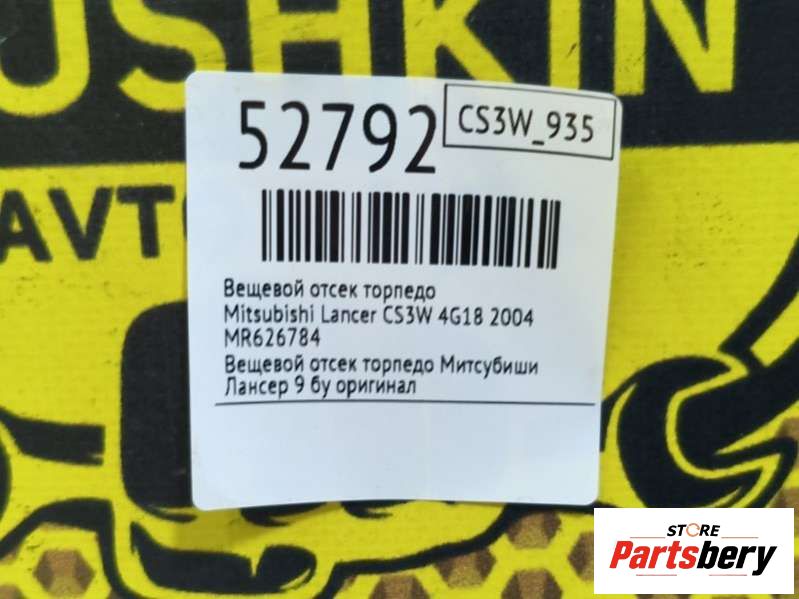 USHKIN
АВТО
52792
CS3W_935
Вещевой отсек торпедо
Mitsubishi Lancer CS3W 4G18 2004
MR626784
Вещевой отсек торпедо Митсубиши
Лансер 9 бу оригинал
STORE
Partsbery